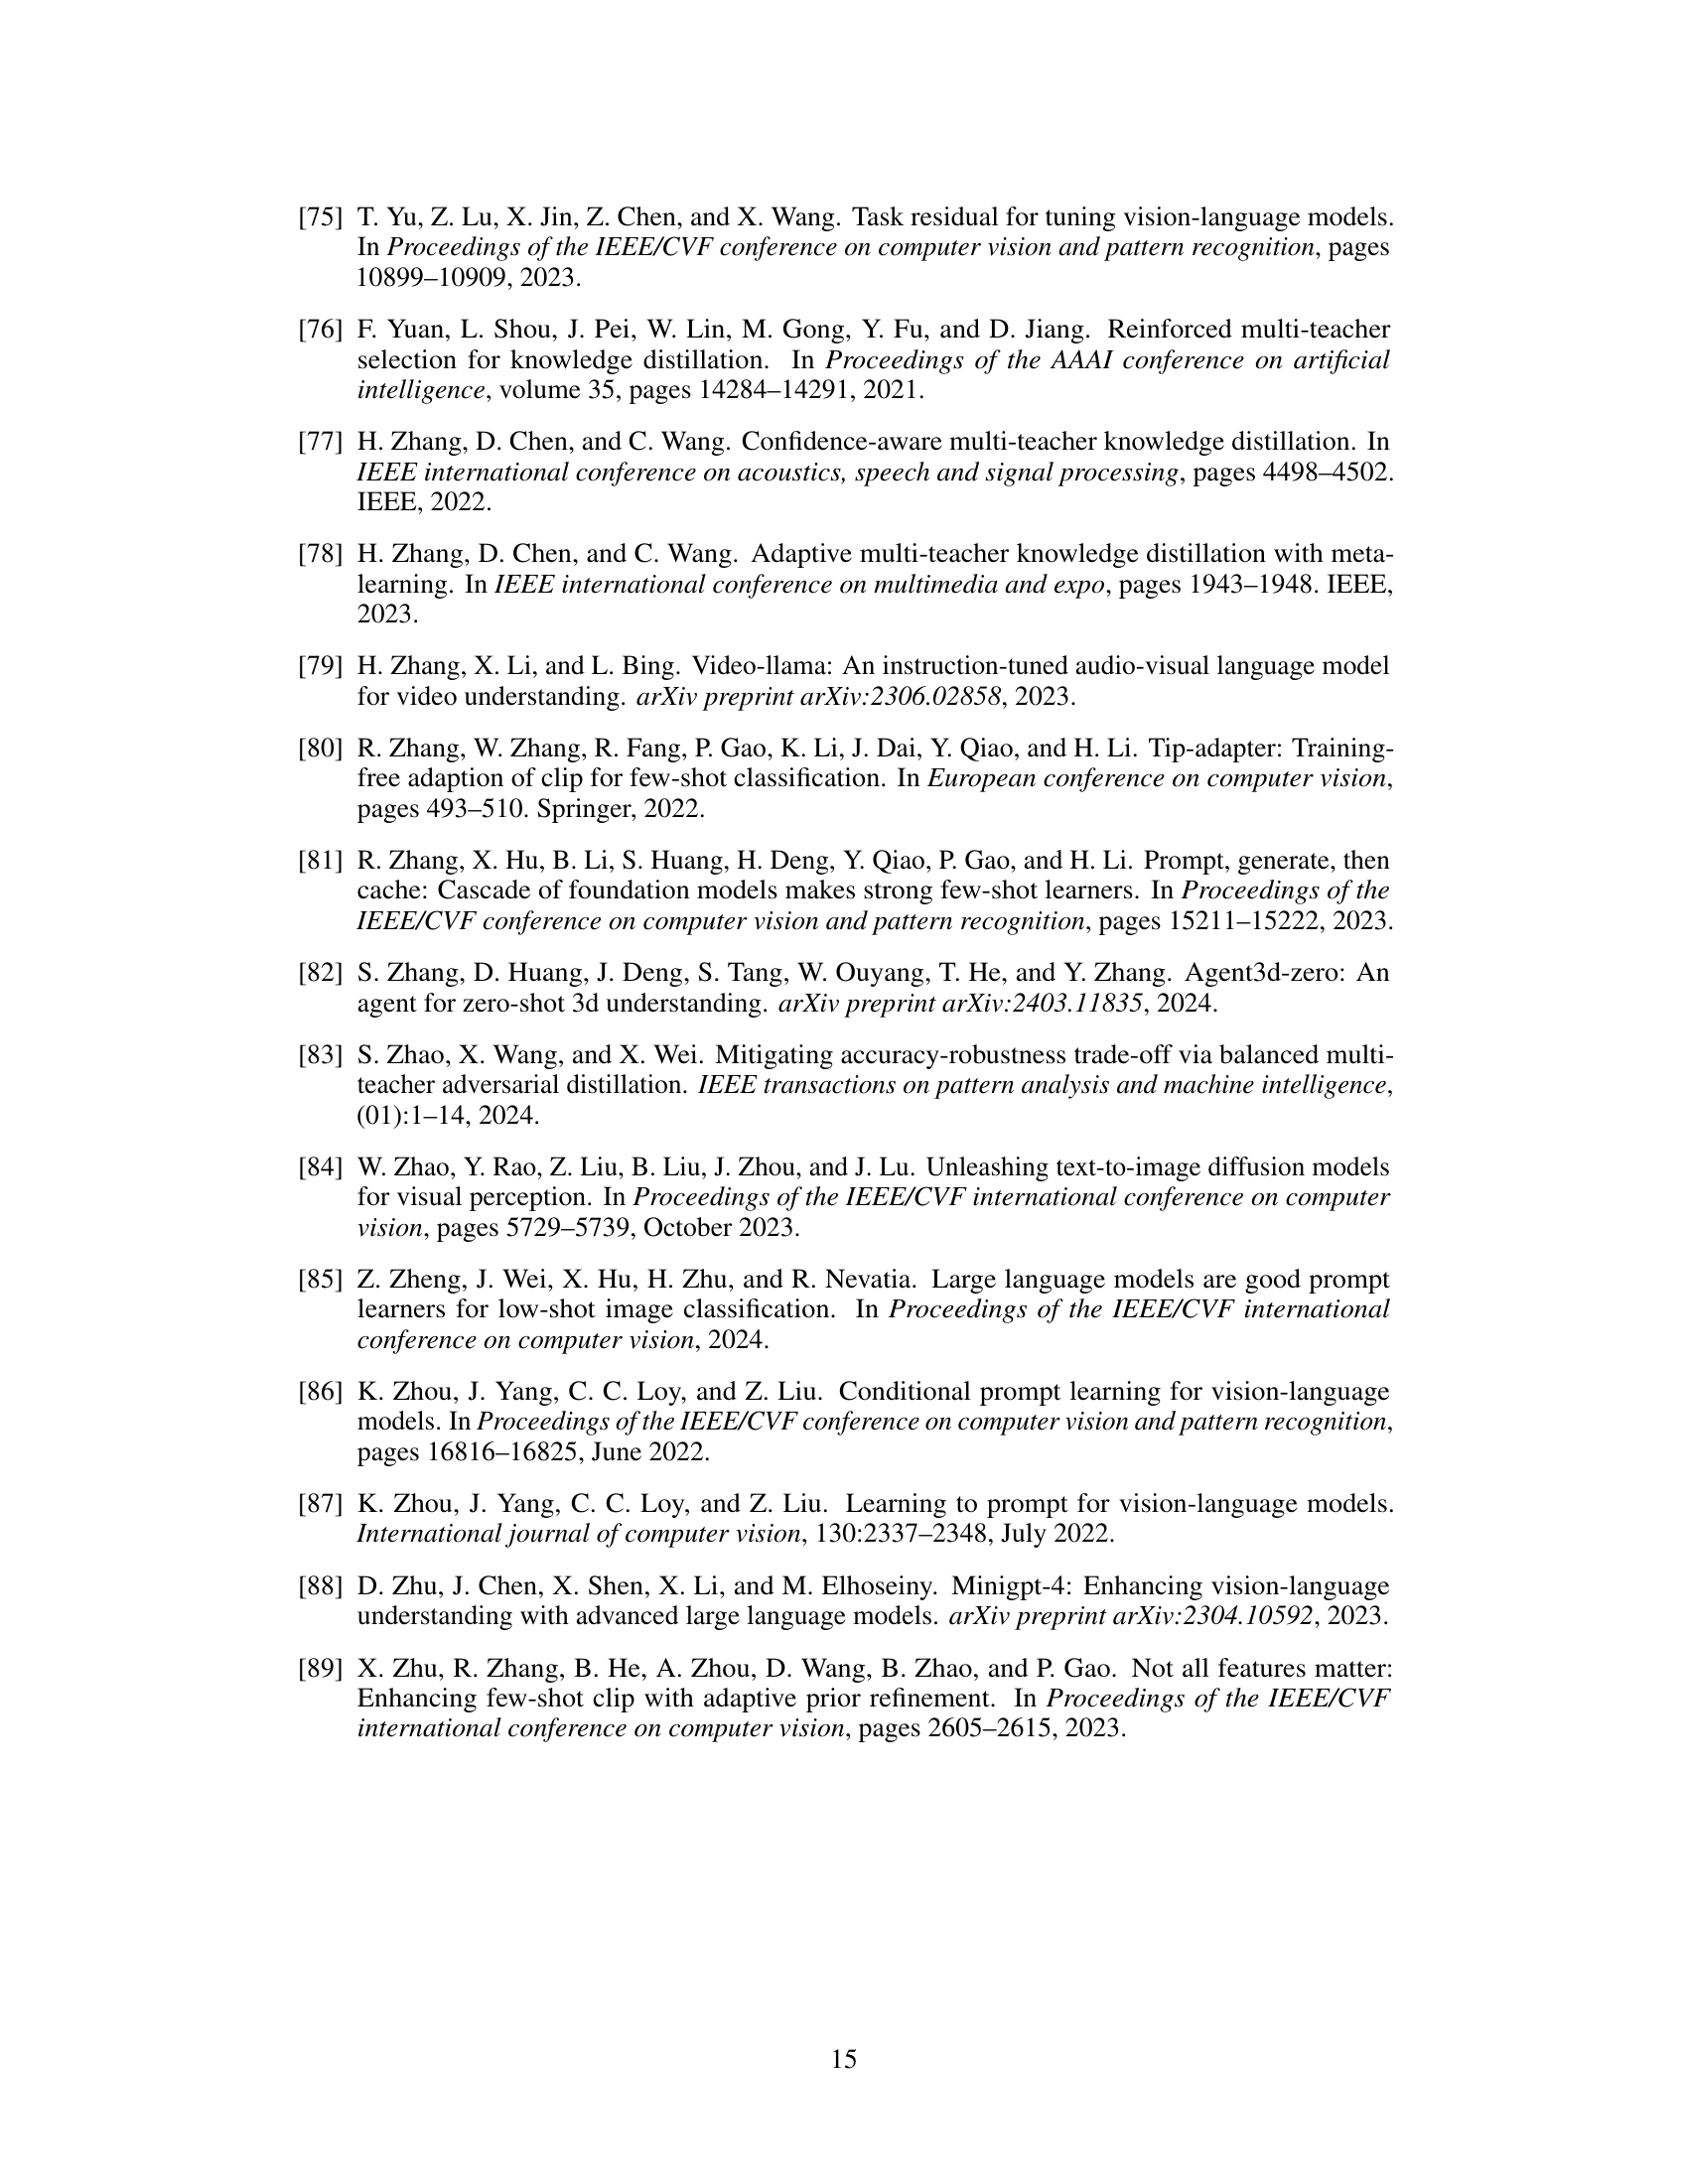 [75] T. Yu, Z. Lu, X. Jin, Z. Chen, and X. Wang. Task residual for tuning vision-language models.
In Proceedings of the IEEE/CVF conference on computer vision and pattern recognition, pages
10899–10909, 2023.
[76] F. Yuan, L. Shou, J. Pei, W. Lin, M. Gong, Y. Fu, and D. Jiang. Reinforced multi-teacher
selection for knowledge distillation. In Proceedings of the AAAI conference on artificial
intelligence, volume 35, pages 14284–14291, 2021.
[77] H. Zhang, D. Chen, and C. Wang. Confidence-aware multi-teacher knowledge distillation. In
IEEE international conference on acoustics, speech and signal processing, pages 4498–4502.
IEEE, 2022.
[78] H. Zhang, D. Chen, and C. Wang. Adaptive multi-teacher knowledge distillation with meta-
learning. In IEEE international conference on multimedia and expo, pages 1943–1948. IEEE,
2023.
[79] H. Zhang, X. Li, and L. Bing. Video-llama: An instruction-tuned audio-visual language model
for video understanding. arXiv preprint arXiv:2306.02858, 2023.
[80] R. Zhang, W. Zhang, R. Fang, P. Gao, K. Li, J. Dai, Y. Qiao, and H. Li. Tip-adapter: Training-
free adaption of clip for few-shot classification. In European conference on computer vision,
pages 493–510. Springer, 2022.
[81] R. Zhang, X. Hu, B. Li, S. Huang, H. Deng, Y. Qiao, P. Gao, and H. Li. Prompt, generate, then
cache: Cascade of foundation models makes strong few-shot learners. In Proceedings of the
IEEE/CVF conference on computer vision and pattern recognition, pages 15211–15222, 2023.
[82] S. Zhang, D. Huang, J. Deng, S. Tang, W. Ouyang, T. He, and Y. Zhang. Agent3d-zero: An
agent for zero-shot 3d understanding. arXiv preprint arXiv:2403.11835, 2024.
[83] S. Zhao, X. Wang, and X. Wei. Mitigating accuracy-robustness trade-off via balanced multi-
teacher adversarial distillation. IEEE transactions on pattern analysis and machine intelligence,
(01):1–14, 2024.
[84] W. Zhao, Y. Rao, Z. Liu, B. Liu, J. Zhou, and J. Lu. Unleashing text-to-image diffusion models
for visual perception. In Proceedings of the IEEE/CVF international conference on computer
vision, pages 5729–5739, October 2023.
[85] Z. Zheng, J. Wei, X. Hu, H. Zhu, and R. Nevatia. Large language models are good prompt
learners for low-shot image classification. In Proceedings of the IEEE/CVF international
conference on computer vision, 2024.
[86] K. Zhou, J. Yang, C. C. Loy, and Z. Liu. Conditional prompt learning for vision-language
models. In Proceedings of the IEEE/CVF conference on computer vision and pattern recognition,
pages 16816–16825, June 2022.
[87] K. Zhou, J. Yang, C. C. Loy, and Z. Liu. Learning to prompt for vision-language models.
International journal of computer vision, 130:2337–2348, July 2022.
[88] D. Zhu, J. Chen, X. Shen, X. Li, and M. Elhoseiny. Minigpt-4: Enhancing vision-language
understanding with advanced large language models. arXiv preprint arXiv:2304.10592, 2023.
[89] X. Zhu, R. Zhang, B. He, A. Zhou, D. Wang, B. Zhao, and P. Gao. Not all features matter:
Enhancing few-shot clip with adaptive prior refinement. In Proceedings of the IEEE/CVF
international conference on computer vision, pages 2605–2615, 2023.
15